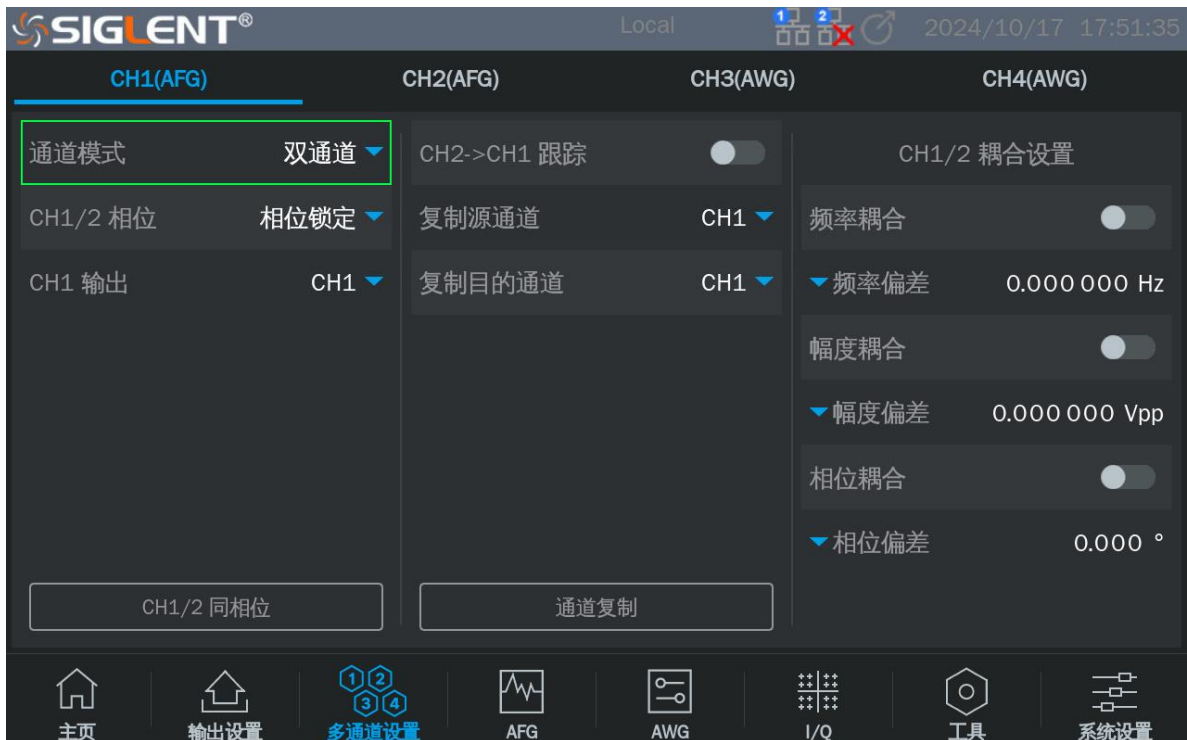 SIGLENT® Local 1 2 2024/10/17 17:51:35
CH1(AFG) CH2(AFG) CH3(AWG) CH4(AWG)
通道模式 双通道 CH2->CH1 跟踪 CH1/2 耦合设置
CH1/2 相位 相位锁定 复制源通道 CH1 频率耦合
CH1 输出 CH1 复制目的通道 CH1 频率偏差 0.000 000 Hz
幅度耦合
幅度偏差 0.000 000 Vpp
相位耦合
相位偏差 0.000 °
CH1/2 同相位 通道复制
1 2 3 4
主页 输出设置 多通道设置 AFG AWG I/Q 工具 系统设置